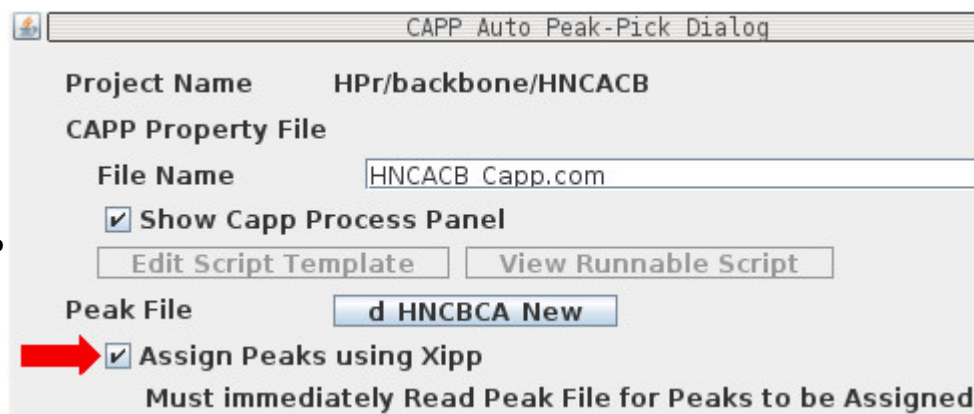 CAPP Auto Peak-Pick Dialog
Project Name HPr/backbone/HNCACB
CAPP Property File
File Name HNCACB_Capp.com
Show Capp Process Panel
Edit Script Template View Runnable Script
Peak File d_HNCBCA_New
Assign Peaks using Xipp
Must immediately Read Peak File for Peaks to be Assigned